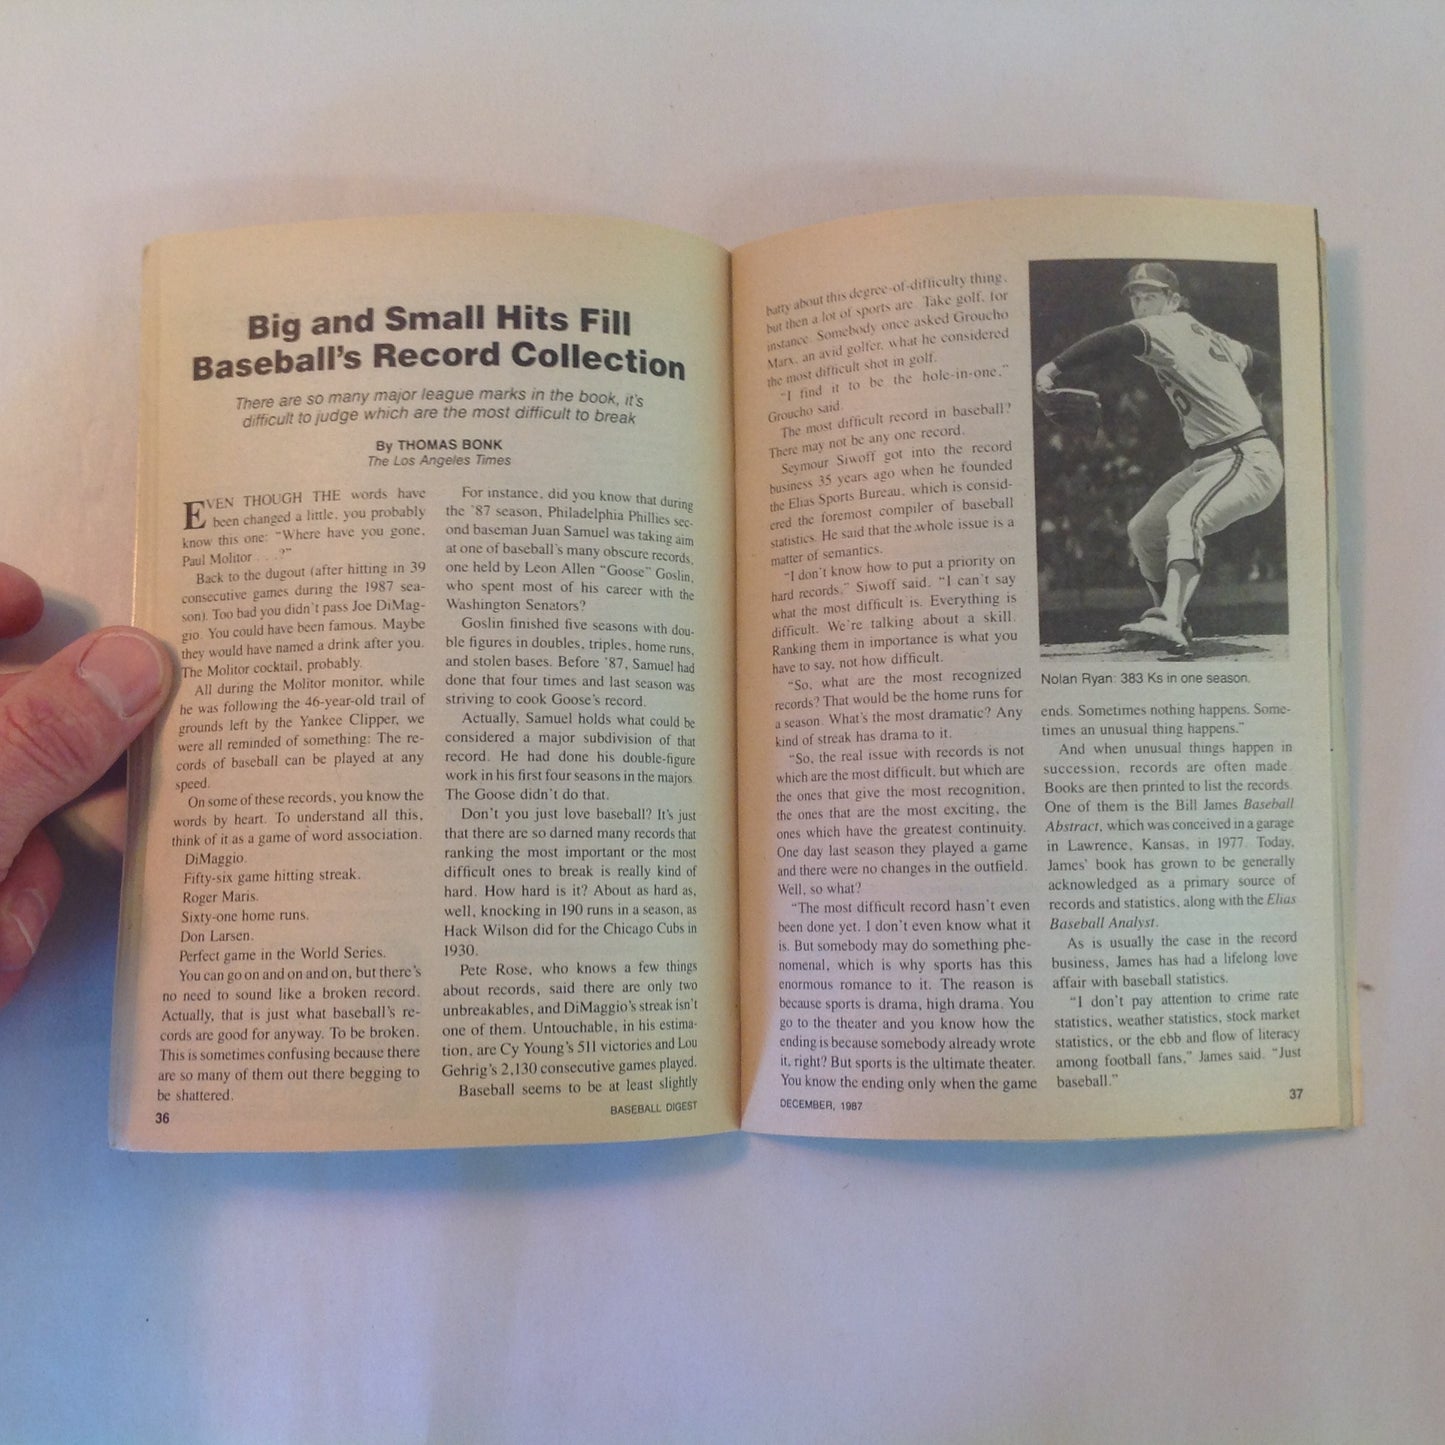 Big and Small Hits Fill
Baseball's Record Collection
There are so many major league marks in the book, it's
difficult to judge which are the most difficult to break
By THOMAS BONK
The Los Angeles Times
EVEN THOUGH THE words have
been changed a little, you probably
know this one: "Where have you gone,
Paul Molitor . . .?"
Back to the dugout (after hitting in 39
consecutive games during the 1987 sea-
son). Too bad you didn't pass Joe DiMag-
gio. You could have been famous. Maybe
they would have named a drink after you.
The Molitor cocktail, probably.
All during the Molitor monitor, while
he was following the 46-year-old trail of
grounds left by the Yankee Clipper, we
were all reminded of something: The re-
cords of baseball can be played at any
speed.
On some of these records, you know the
words by heart. To understand all this,
think of it as a game of word association.
DiMaggio.
Fifty-six game hitting streak.
Roger Maris.
Sixty-one home runs.
Don Larsen.
Perfect game in the World Series.
You can go on and on and on, but there's
no need to sound like a broken record.
Actually, that is just what baseball's re-
cords are good for anyway. To be broken.
This is sometimes confusing because there
are so many of them out there begging to
be shattered.
36
For instance, did you know that during
the '87 season, Philadelphia Phillies sec-
ond baseman Juan Samuel was taking aim
at one of baseball's many obscure records,
one held by Leon Allen "Goose" Goslin,
who spent most of his career with the
Washington Senators?
Goslin finished five seasons with dou-
ble figures in doubles, triples, home runs,
and stolen bases. Before '87, Samuel had
done that four times and last season was
striving to cook Goose's record.
Actually, Samuel holds what could be
considered a major subdivision of that
record. He had done his double-figure
work in his first four seasons in the majors.
The Goose didn't do that.
Don't you just love baseball? It's just
that there are so darned many records that
ranking the most important or the most
difficult ones to break is really kind of
hard. How hard is it? About as hard as,
well, knocking in 190 runs in a season, as
Hack Wilson did for the Chicago Cubs in
1930.
Pete Rose, who knows a few things
about records, said there are only two
unbreakables, and DiMaggio's streak isn't
one of them. Untouchable, in his estima-
tion, are Cy Young's 511 victories and Lou
Gehrig's 2,130 consecutive games played.
Baseball seems to be at least slightly
BASEBALL DIGEST
batty about this degree-of-difficulty thing,
but then a lot of sports are. Take golf, for
instance. Somebody once asked Groucho
Marx, an avid golfer, what he considered
the most difficult shot in golf.
"I find it to be the hole-in-one,"
Groucho said.
The most difficult record in baseball?
There may not be any one record.
Seymour Siwoff got into the record
business 35 years ago when he founded
the Elias Sports Bureau, which is consid-
ered the foremost compiler of baseball
statistics. He said that the whole issue is a
matter of semantics.
"I don't know how to put a priority on
hard records," Siwoff said. "I can't say
what the most difficult is. Everything is
difficult. We're talking about a skill.
Ranking them in importance is what you
have to say, not how difficult.
"So, what are the most recognized
records? That would be the home runs for
a season. What's the most dramatic? Any
kind of streak has drama to it.
"So, the real issue with records is not
which are the most difficult, but which are
the ones that give the most recognition,
the ones that are the most exciting, the
ones which have the greatest continuity.
One day last season they played a game
and there were no changes in the outfield.
Well, so what?
"The most difficult record hasn't even
been done yet. I don't even know what it
is. But somebody may do something phe-
nomenal, which is why sports has this
enormous romance to it. The reason is
because sports is drama, high drama. You
go to the theater and you know how the
ending is because somebody already wrote
it, right? But sports is the ultimate theater.
You know the ending only when the game
DECEMBER, 1987
Nolan Ryan: 383 Ks in one season.
ends. Sometimes nothing happens. Some-
times an unusual thing happens."
And when unusual things happen in
succession, records are often made.
Books are then printed to list the records.
One of them is the Bill James Baseball
Abstract, which was conceived in a garage
in Lawrence, Kansas, in 1977. Today,
James' book has grown to be generally
acknowledged as a primary source of
records and statistics, along with the Elias
Baseball Analyst.
As is usually the case in the record
business, James has had a lifelong love
affair with baseball statistics.
"I don't pay attention to crime rate
statistics, weather statistics, stock market
statistics, or the ebb and flow of literacy
among football fans," James said. "Just
baseball."
37